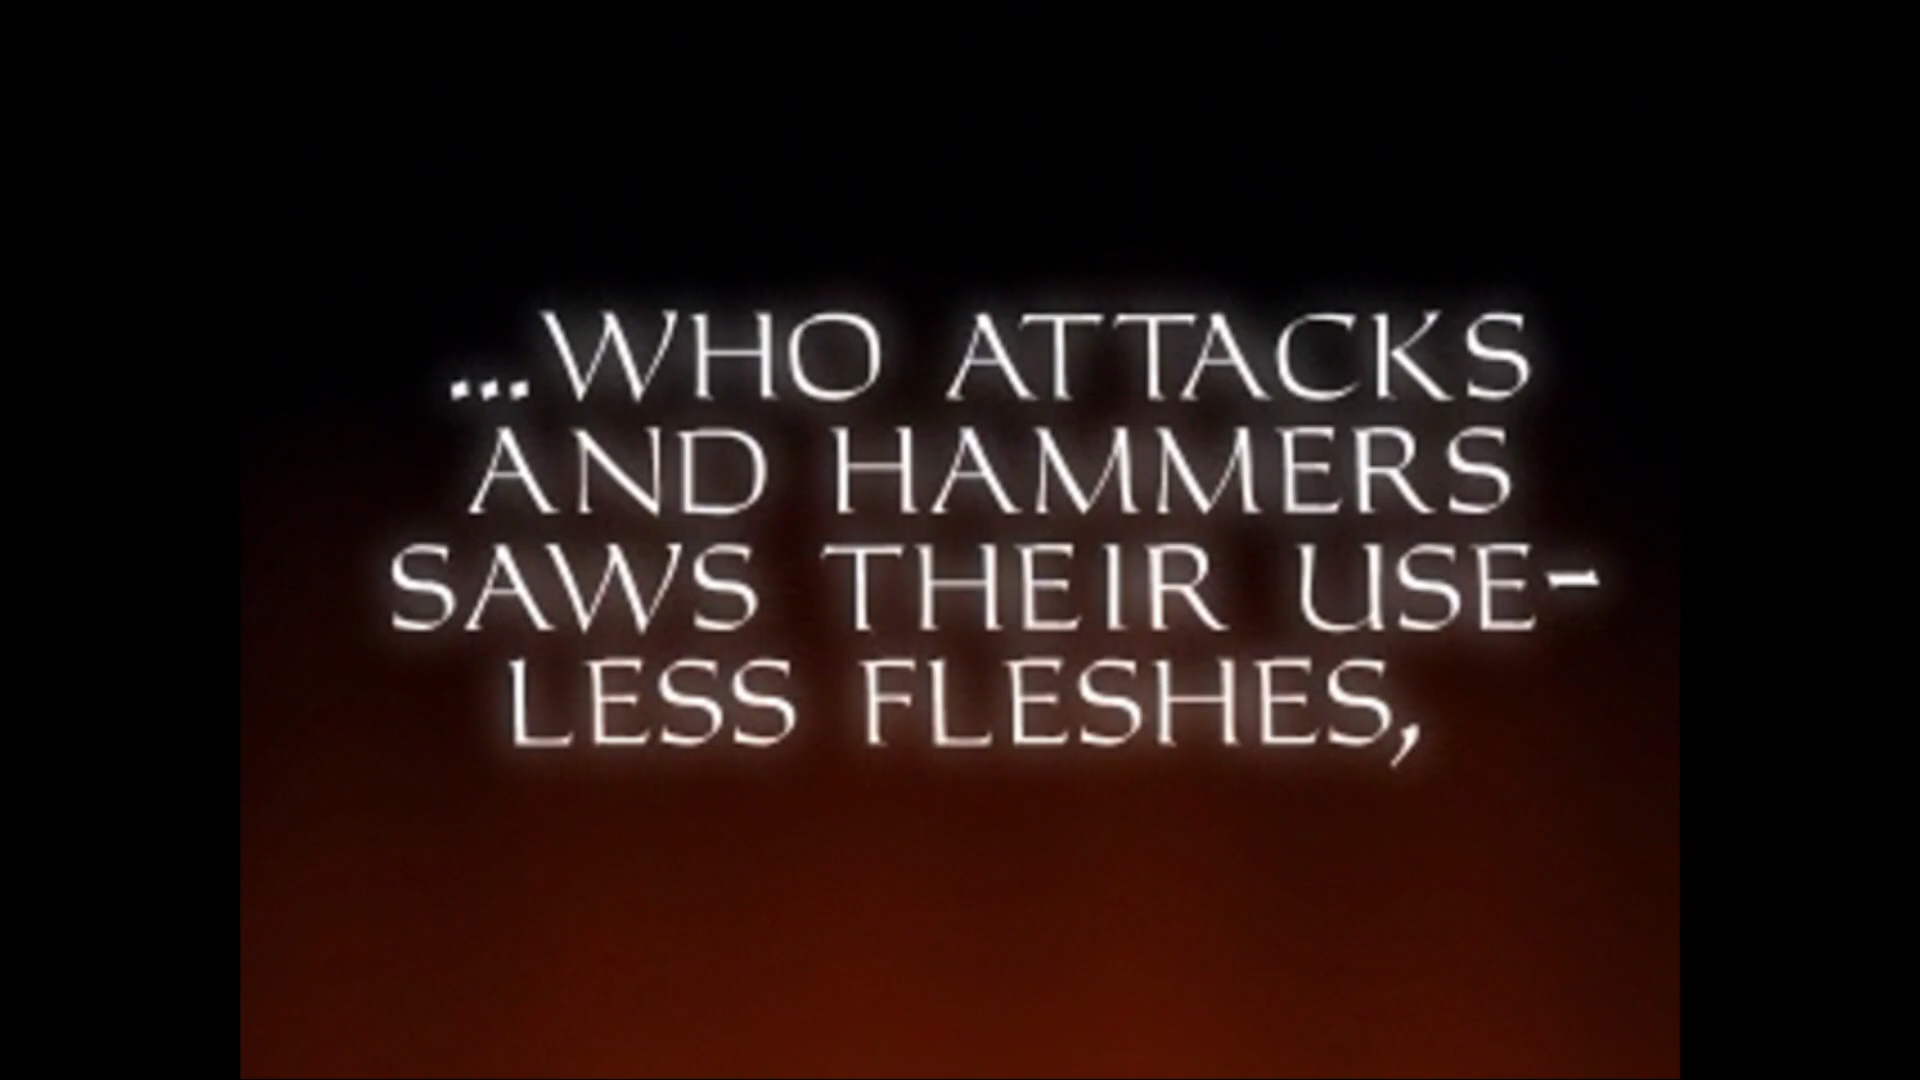 ...WHO ATTACKS
AND HAMMERS
SAWS THEIR USE-
LESS FLESHES,